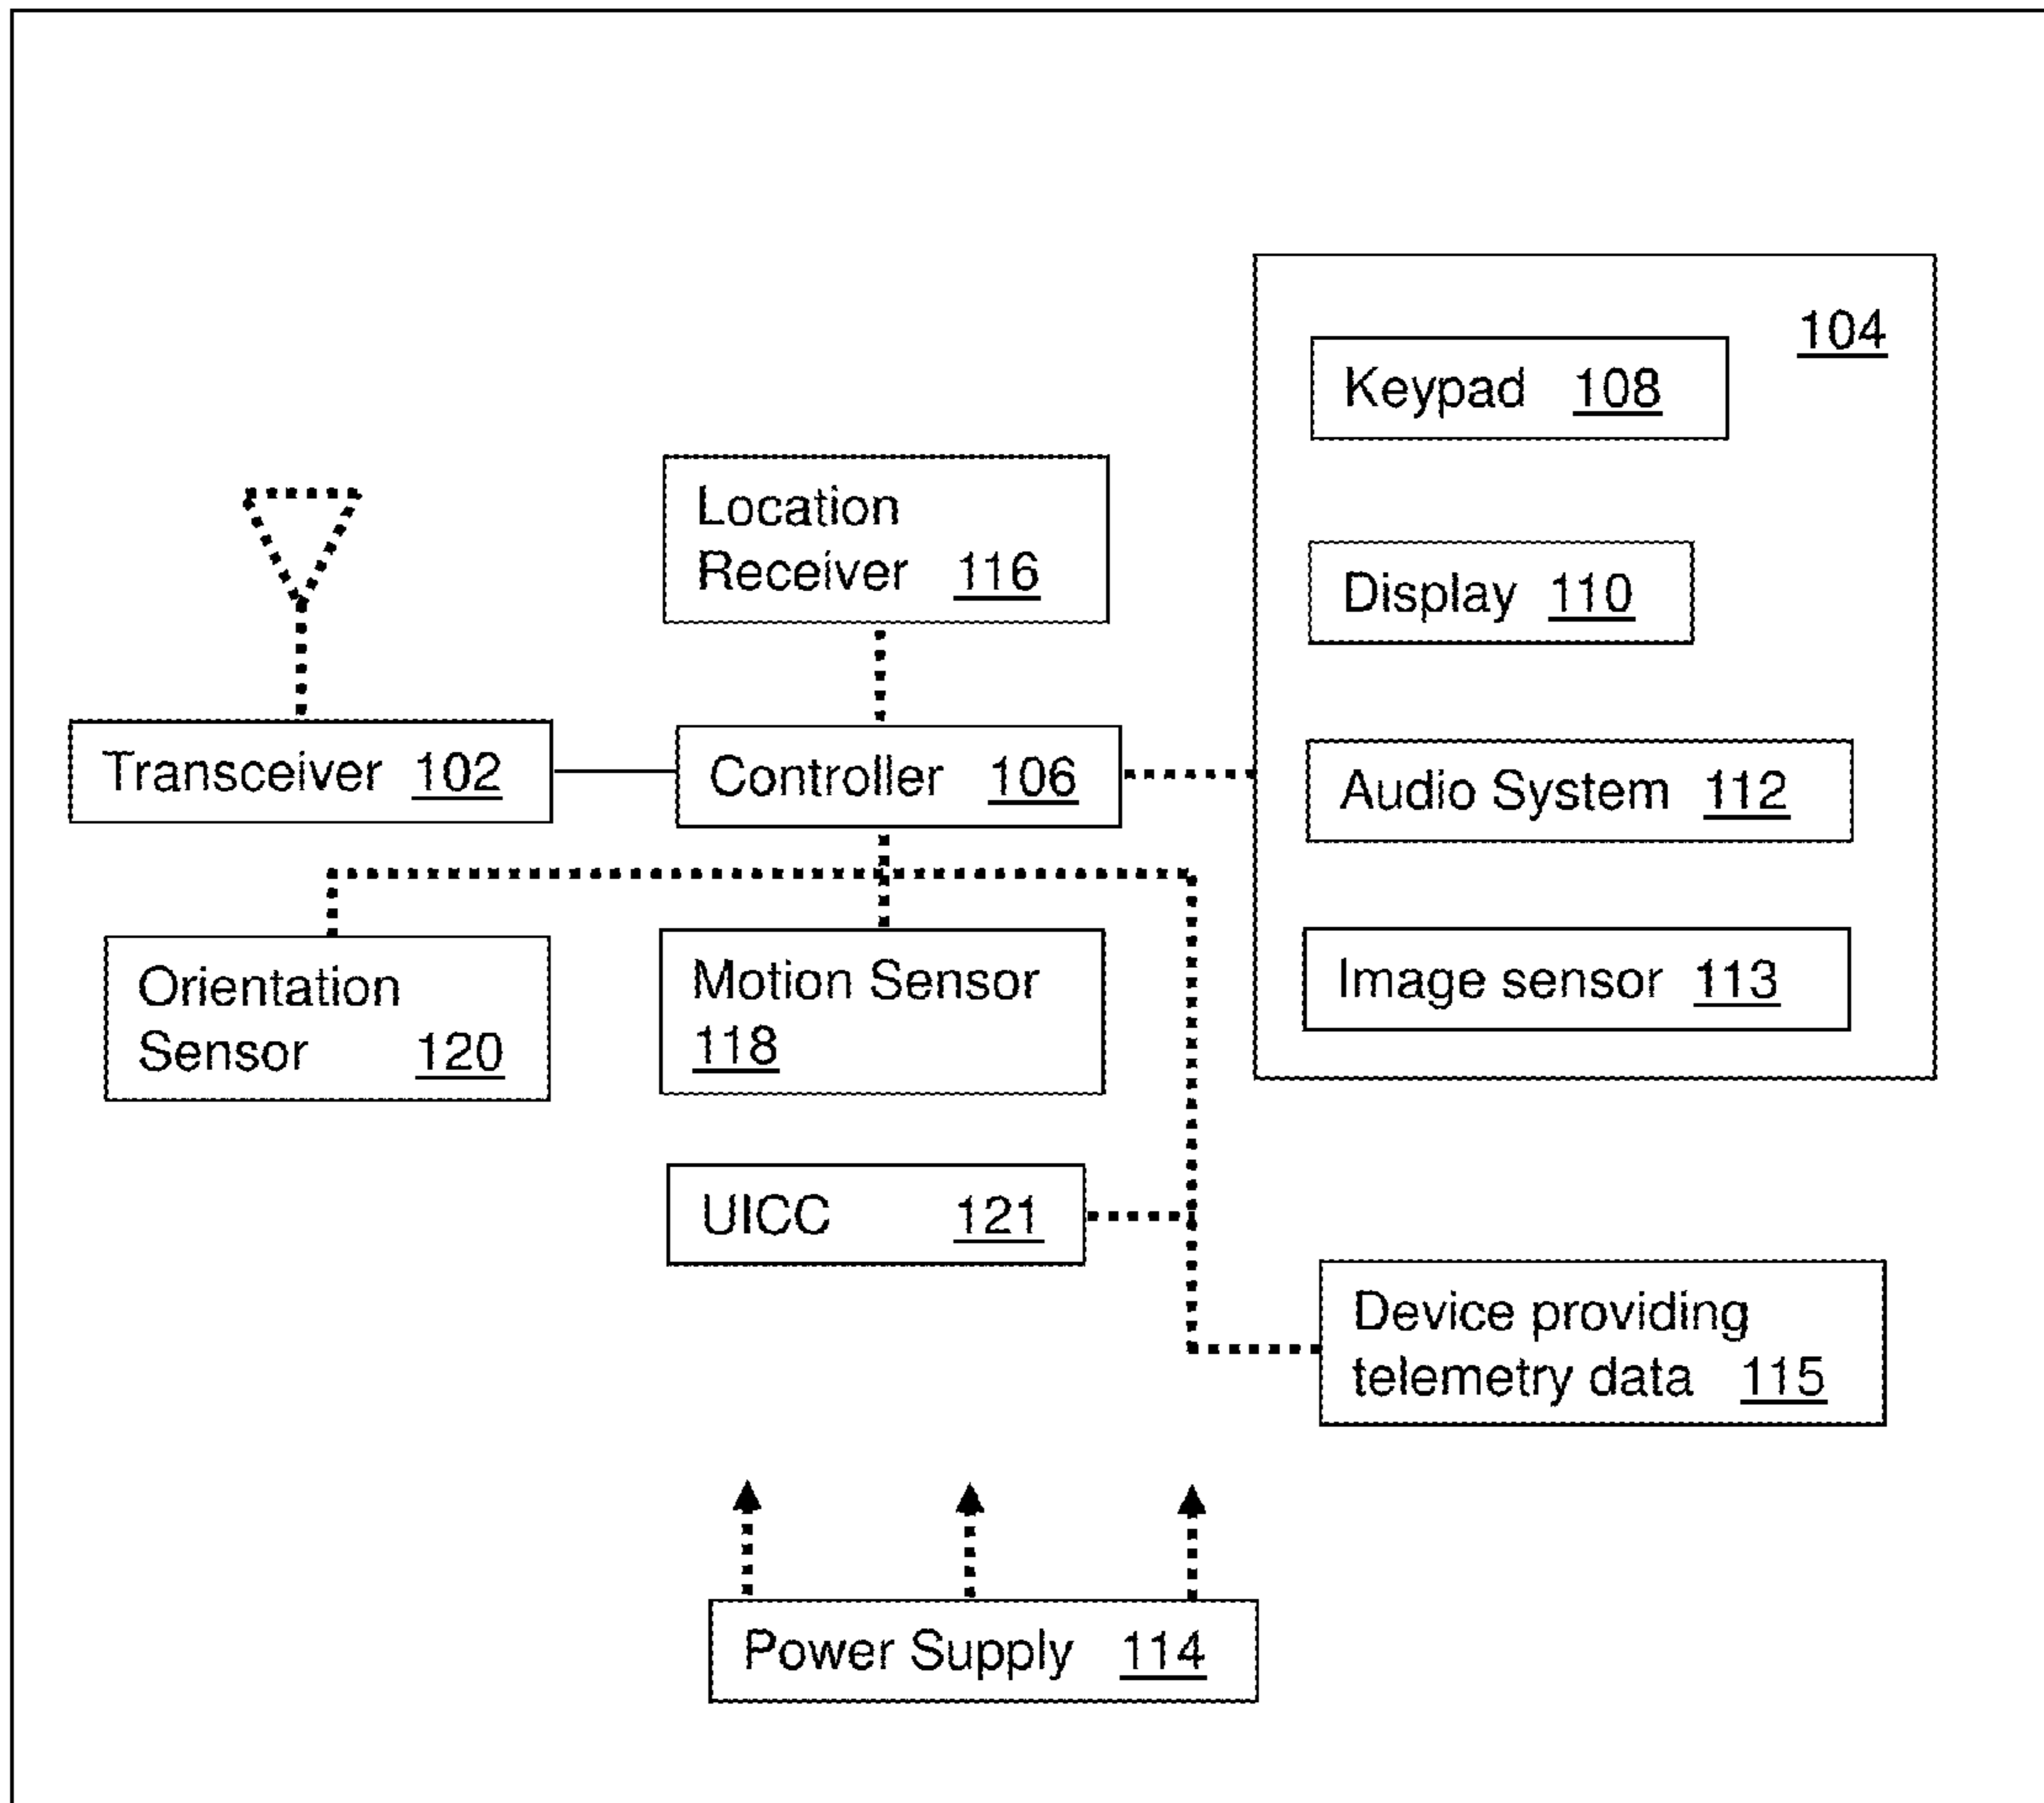 104
Keypad 108
Location
Receiver 116
Display 110
Transceiver 102
Controller 106
Audio System 112
Orientation
Sensor 120
Motion Sensor
118
Image sensor 113
UICC 121
Device providing
telemetry data 115
Power Supply 114